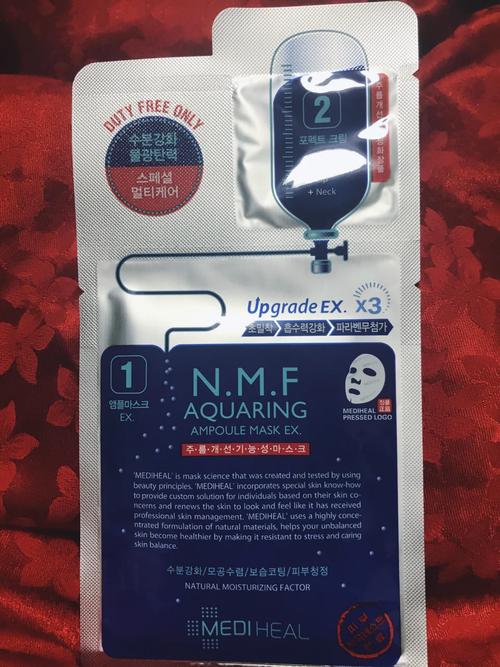 DUTY FREE ONLY
수분강화
물광탄력
스페셜
멀티케어
2
포펙트 크림
+ Neck
Upgrade EX. x3
초밀착 흡수력강화 파라벤무첨가
1
앰플마스크
EX.
N.M.F
AQUARING
AMPOULE MASK EX.
주·름·개·선·기·능·성·마·스·크
MEDIHEAL
PRESSED LOGO
'MEDIHEAL' is mask science that was created and tested by using
beauty principles. 'MEDIHEAL' incorporates special skin know-how
to provide custom solution for individuals based on their skin co-
ncerns and renews the skin to look and feel like it has received
professional skin management. 'MEDIHEAL' uses a highly conce-
ntrated formulation of natural materials, helps your unbalanced
skin become healthier by making it resistant to stress and caring
skin balance.
수분강화/모공수렴/보습코팅/피부청정
NATURAL MOISTURIZING FACTOR
MEDIHEAL